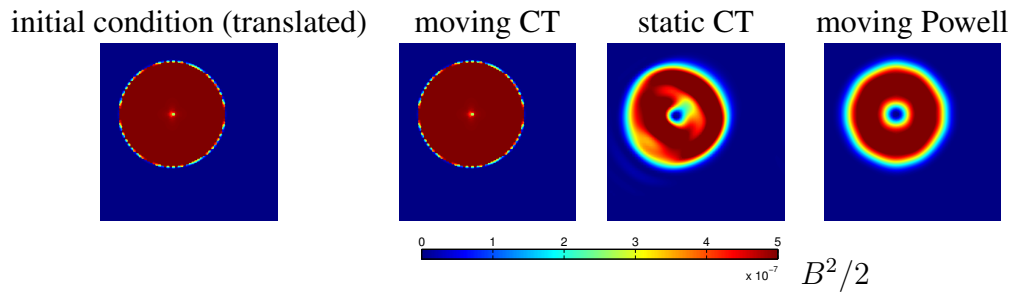 initial condition (translated) moving CT static CT moving Powell
0 1 2 3 4 5
x 10⁻⁷
B²/2